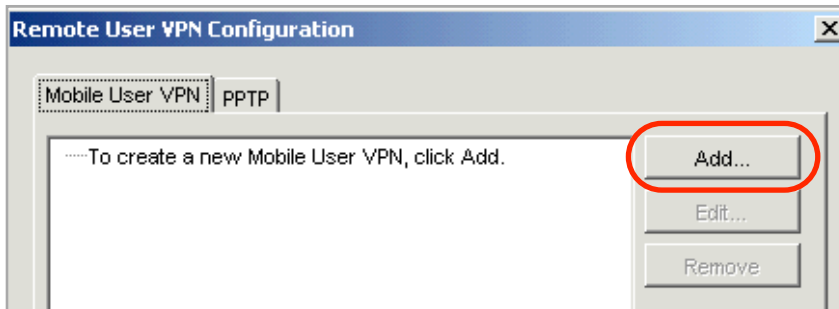 Remote User VPN Configuration
Mobile User VPN PPTP
To create a new Mobile User VPN, click Add.
Add...
Edit...
Remove